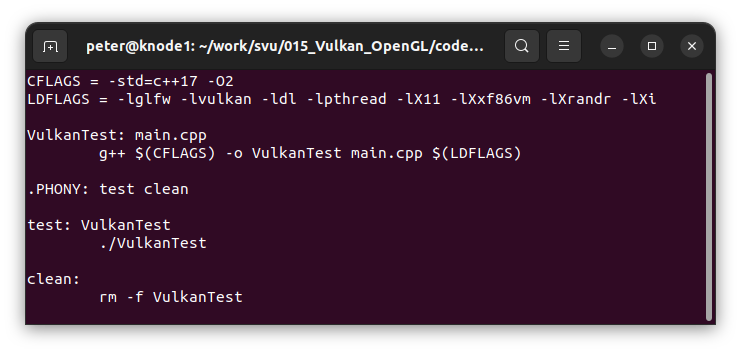 peter@knode1: ~/work/svu/015_Vulkan_OpenGL/code...
CFLAGS = -std=c++17 -O2
LDFLAGS = -lglfw -lvulkan -ldl -lpthread -lX11 -lXxf86vm -lXrandr -lXi
VulkanTest: main.cpp
        g++ $(CFLAGS) -o VulkanTest main.cpp $(LDFLAGS)
.PHONY: test clean
test: VulkanTest
        ./VulkanTest
clean:
        rm -f VulkanTest